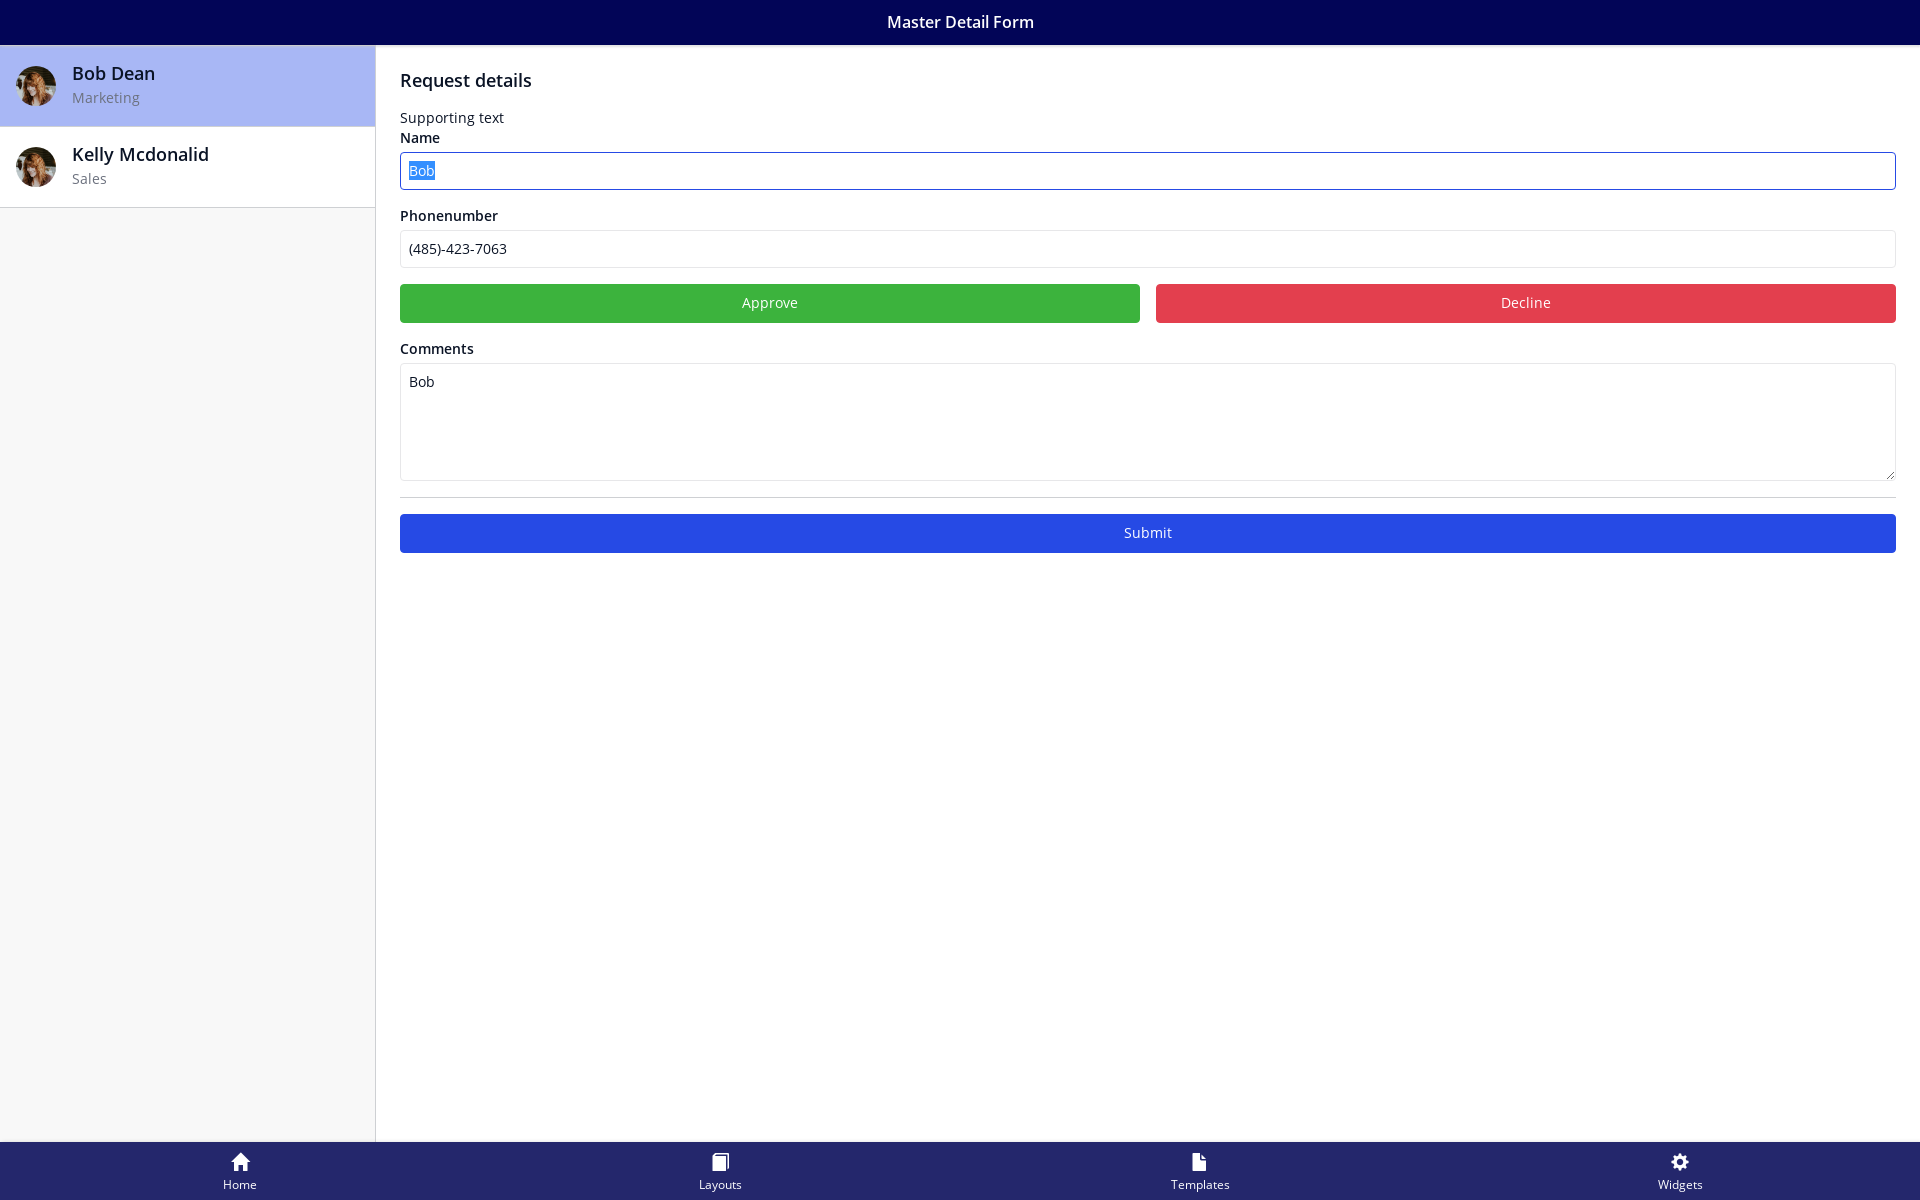 Master Detail Form
Bob Dean
Marketing
Kelly Mcdonalid
Sales
Request details
Supporting text
Name
Bob
Phonenumber
(485)-423-7063
Approve
Decline
Comments
Bob
Submit
Home
Layouts
Templates
Widgets